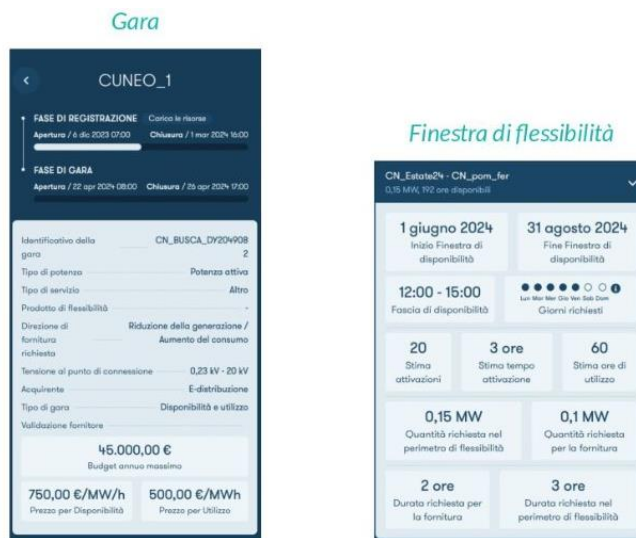 Gara
CUNEO_1
FASE DI REGISTRAZIONE Carica le risorse
Apertura / 6 dic 2023 07:00 Chiusura / 1 mar 2024 16:00
FASE DI GARA
Apertura / 22 apr 2024 08:00 Chiusura / 26 apr 2024 17:00
Identificativo della gara CN_BUSCA_DY2049082
Tipo di potenza Potenza attiva
Tipo di servizio Altro
Prodotto di flessibilità -
Direzione di fornitura richiesta Riduzione della generazione / Aumento del consumo
Tensione al punto di connessione 0,23 kV - 20 kV
Acquirente E-distribuzione
Tipo di gara Disponibilità e utilizzo
Validazione fornitore
45.000,00 €
Budget annuo massimo
750,00 €/MW/h 500,00 €/MWh
Prezzo per Disponibilità Prezzo per Utilizzo
Finestra di flessibilità
CN_Estate24 - CN_pom_fer
0,15 MW, 192 ore disponibili
1 giugno 2024 31 agosto 2024
Inizio Finestra di disponibilità Fine Finestra di disponibilità
12:00 - 15:00
Lun Mar Mer Gio Ven Sab Dom
Fascia di disponibilità Giorni richiesti
20 3 ore 60
Stima attivazioni Stima tempo attivazione Stima ore di utilizzo
0,15 MW 0,1 MW
Quantità richiesta nel perimetro di flessibilità Quantità richiesta per la fornitura
2 ore 3 ore
Durata richiesta per la fornitura Durata richiesta nel perimetro di flessibilità